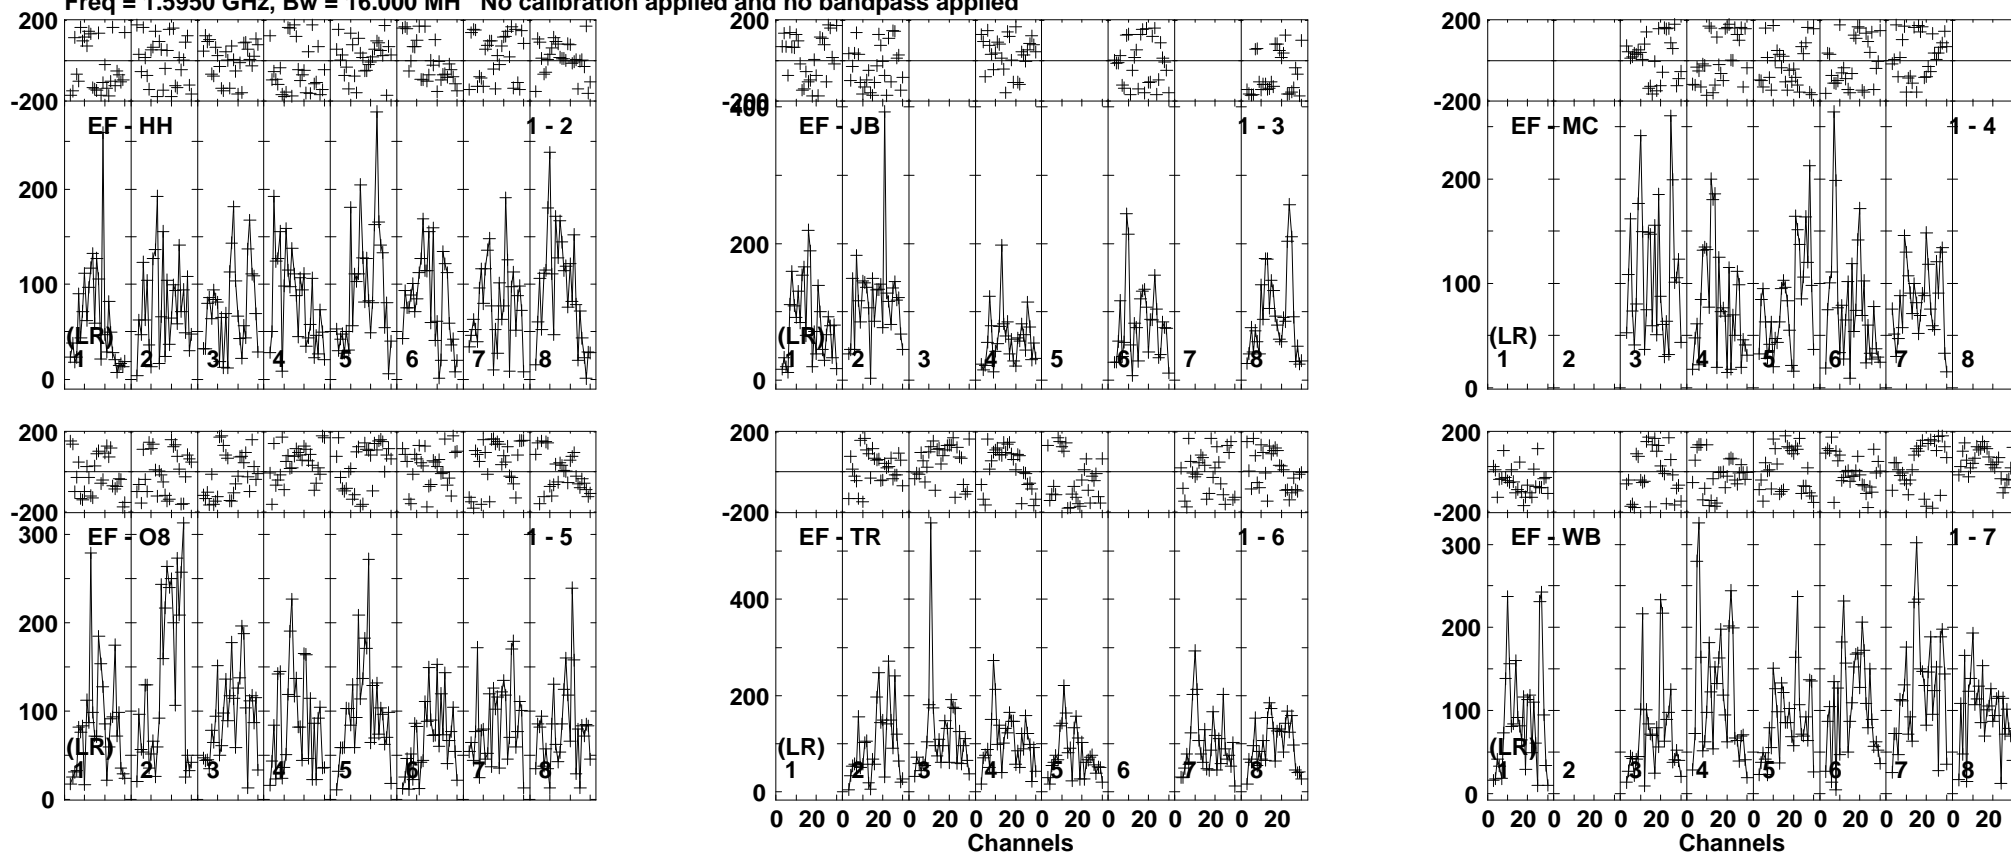 Freq = 1.5950 GHz, Bw = 16.000 MH No calibration applied and no bandpass applied
200 200 200
-200 -200 -200
EF - HH 1 - 2 400 EF - JB 1 - 3 EF - MC 1 - 4
200 200 200
100 100
(LR) (LR) (LR)
1 2 3 4 5 6 7 8 1 2 3 4 5 6 7 8 1 2 3 4 5 6 7 8
0 0 0
200 200 200
-200 -200 -200
300 EF - O8 1 - 5 EF - TR 1 - 6 300 EF - WB 1 - 7
200 400 200
100 200 100
(LR) (LR) (LR)
1 2 3 4 5 6 7 8 1 2 3 4 5 6 7 8 1 2 3 4 5 6 7 8
0 0 0
0 20 0 20 0 20 0 20 0 20 0 20 0 20 0 20 0 20 0 20 0 20 0 20 0 20 0 20 0 20 0 20
Channels Channels